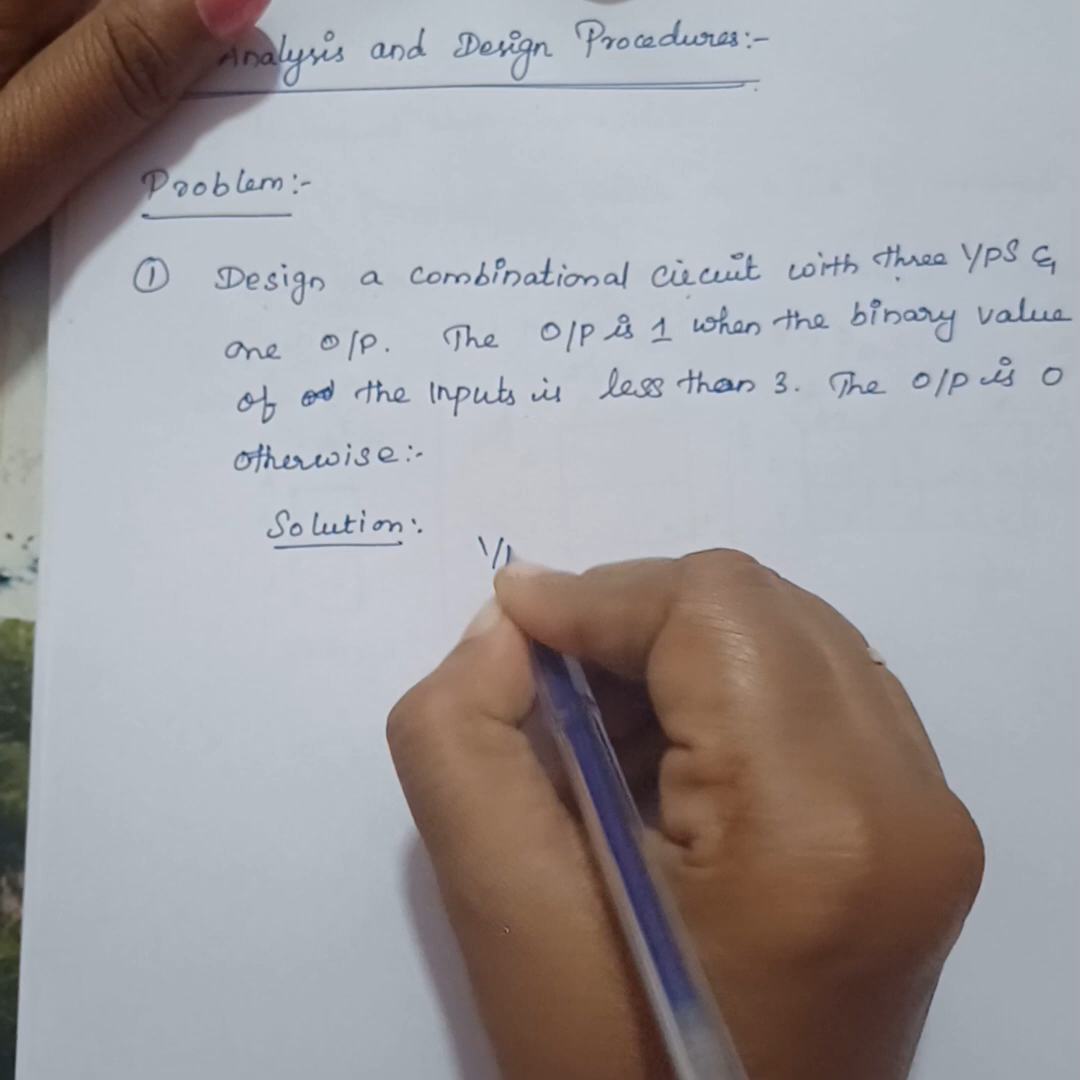 Analysis and Design Procedures:-
Problem:-
① Design a combinational circuit with three I/PS &
one O/P. The O/P is 1 when the binary value
of the Inputs is less than 3. The O/P is 0
otherwise:-
Solution:
I/